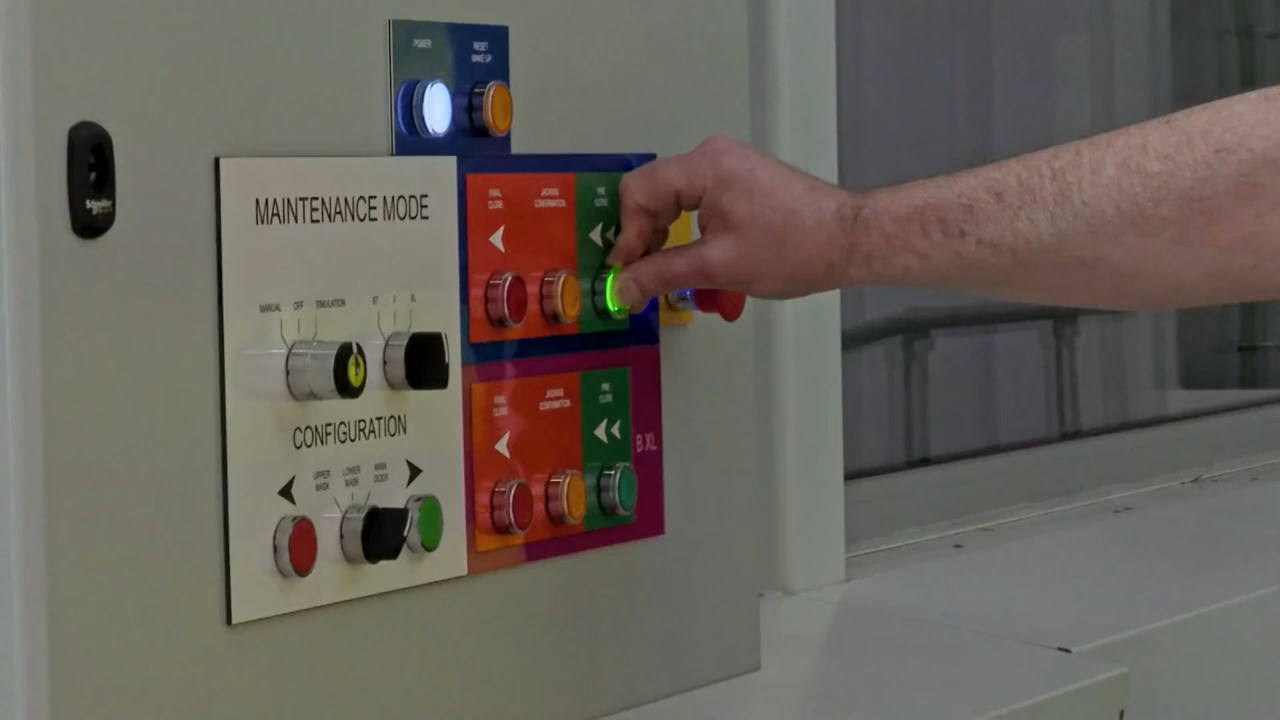 POWER
RESET
WAKE UP
MAINTENANCE MODE
FINAL
CLOSE
JACKING
CONFIRMATION
PRE
CLOSE
MANUAL
OFF
SIMULATION
ST
XL
CONFIGURATION
UPPER
MASK
LOWER
MASK
MAIN
DOOR
FINAL
CLOSE
JACKING
CONFIRMATION
PRE
CLOSE
B XL
Schneider